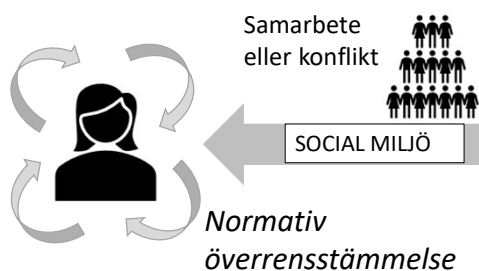 Samarbete
eller konflikt
SOCIAL MILJÖ
Normativ
överrensstämmelse